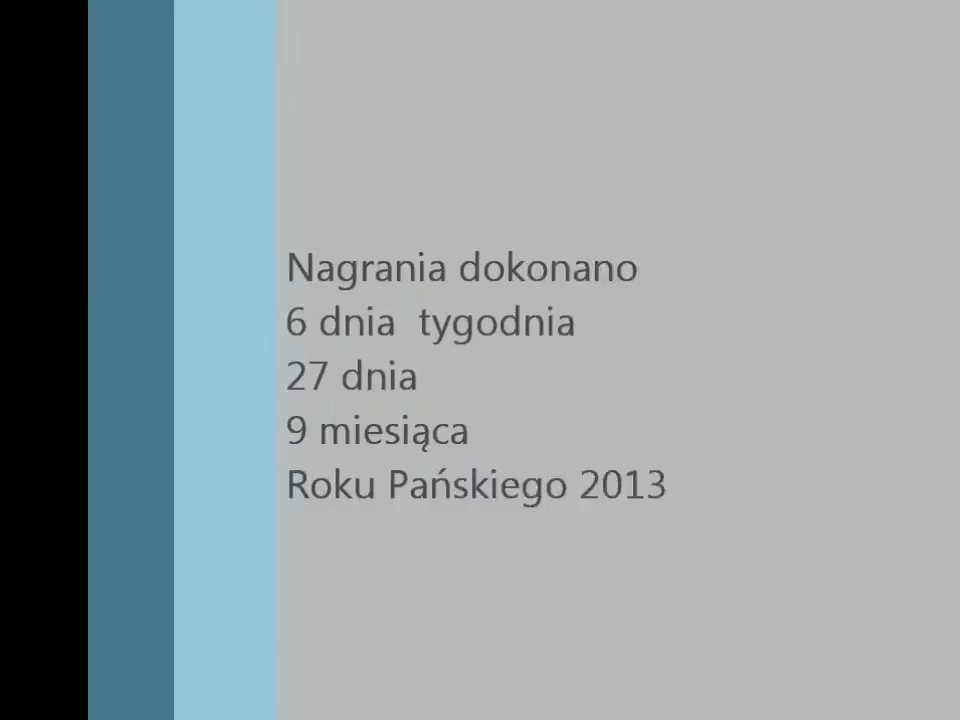 Nagrania dokonano
6 dnia  tygodnia
27 dnia
9 miesiąca
Roku Pańskiego 2013